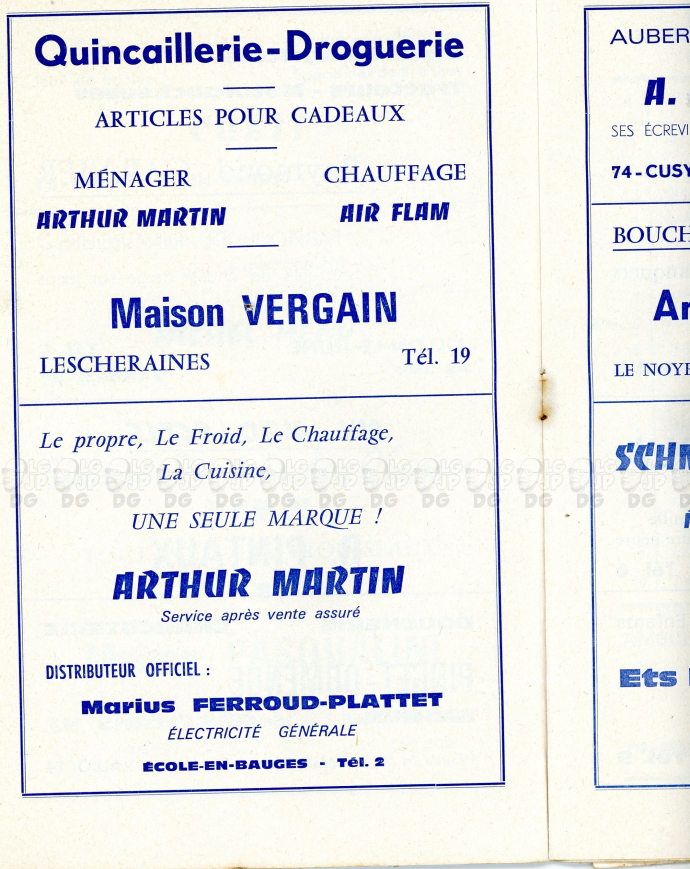 Quincaillerie-Droguerie
ARTICLES POUR CADEAUX
MÉNAGER
ARTHUR MARTIN
CHAUFFAGE
AIR FLAM
Maison VERGAIN
LESCHERAINES
Tél. 19
Le propre, Le Froid, Le Chauffage,
La Cuisine,
UNE SEULE MARQUE !
ARTHUR MARTIN
Service après vente assuré
DISTRIBUTEUR OFFICIEL :
Marius FERROUD-PLATTET
ÉLECTRICITÉ GÉNÉRALE
ÉCOLE-EN-BAUGES - Tél. 2
AUBER
A.
SES ÉCREVI
74-CUSY
BOUCH
Ar
LE NOYE
SCHM
Ets